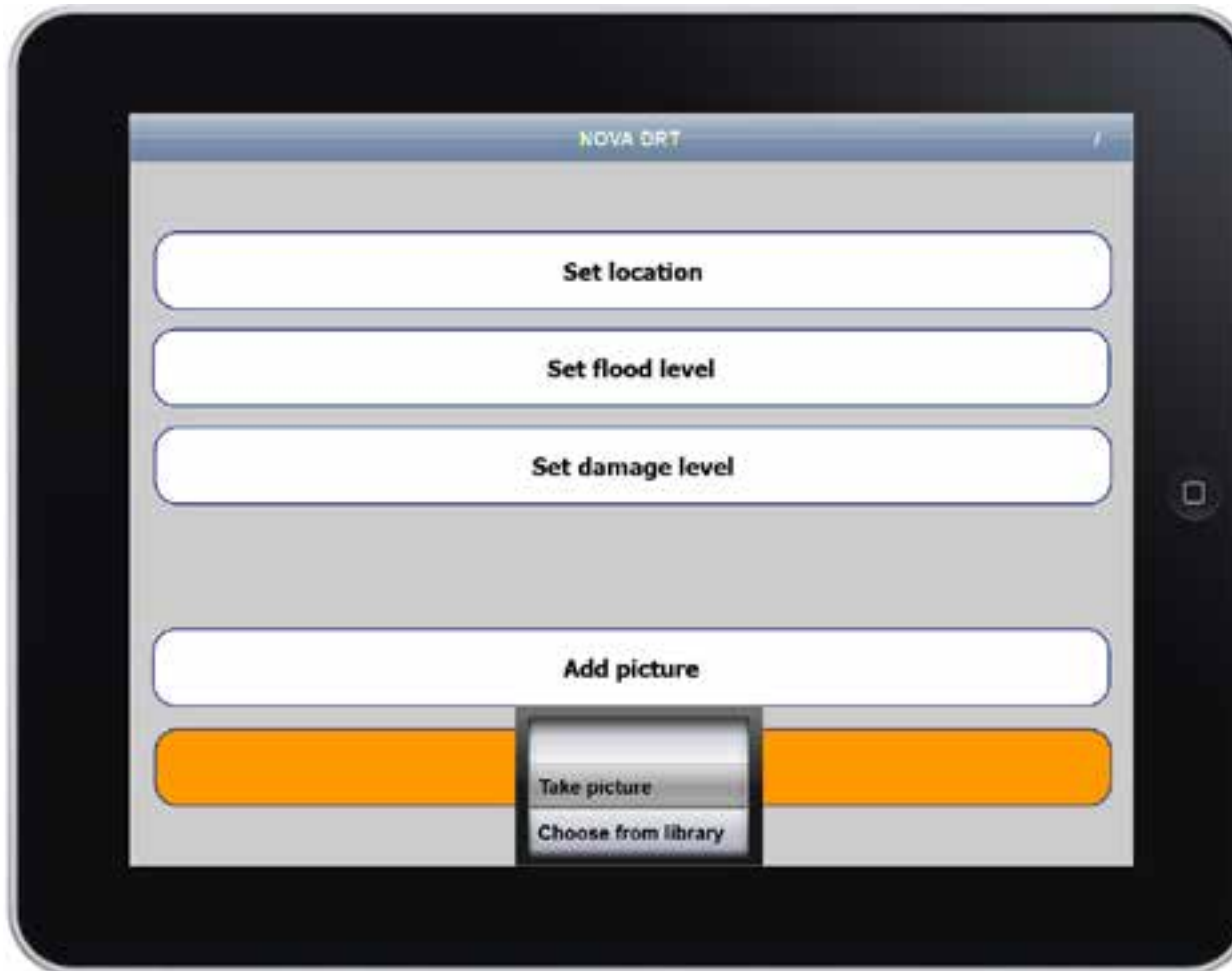 NOVA DRT
Set location
Set flood level
Set damage level
Add picture
Take picture
Choose from library